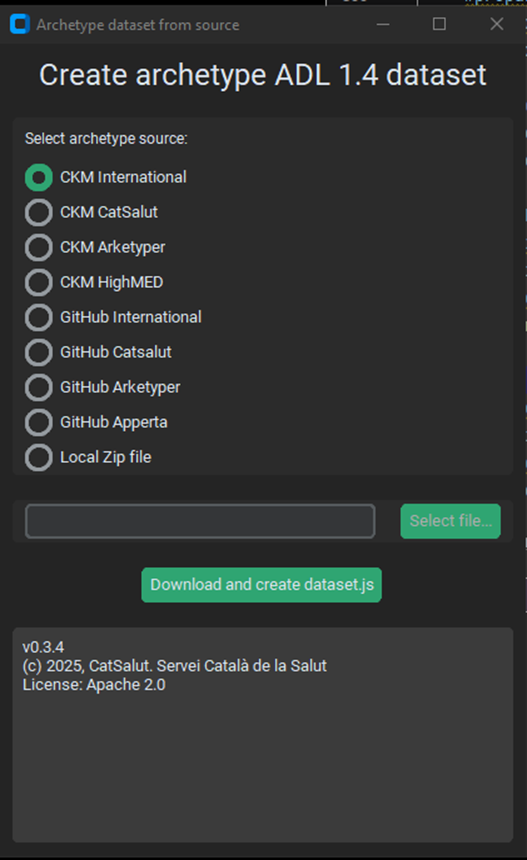 Archetype dataset from source
Create archetype ADL 1.4 dataset
Select archetype source:
CKM International
CKM CatSalut
CKM Arketyper
CKM HighMED
GitHub International
GitHub Catsalut
GitHub Arketyper
GitHub Apperta
Local Zip file
Select file...
Download and create dataset.js
v0.3.4
(c) 2025, CatSalut. Servei Català de la Salut
License: Apache 2.0